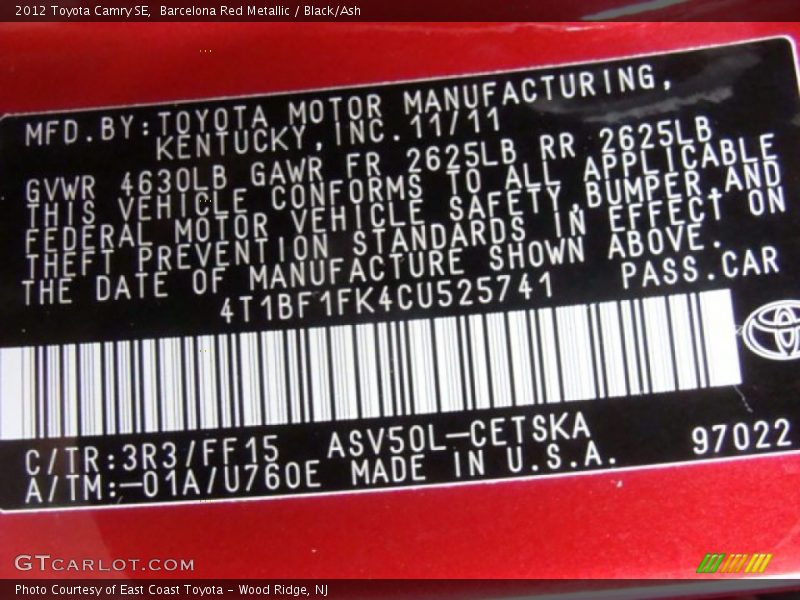 2012 Toyota Camry SE, Barcelona Red Metallic / Black/Ash
MFD.BY:TOYOTA MOTOR MANUFACTURING,
KENTUCKY,INC.11/11
GVWR 4630LB GAWR FR 2625LB RR 2625LB
THIS VEHICLE CONFORMS TO ALL APPLICABLE
FEDERAL MOTOR VEHICLE SAFETY,BUMPER,AND
THEFT PREVENTION STANDARDS IN EFFECT ON
THE DATE OF MANUFACTURE SHOWN ABOVE.
4T1BF1FK4CU525741 PASS.CAR
C/TR:3R3/FF15 ASV50L-CETSKA 97022
A/TM:-01A/U760E MADE IN U.S.A.
GTCARLOT.COM
Photo Courtesy of East Coast Toyota - Wood Ridge, NJ